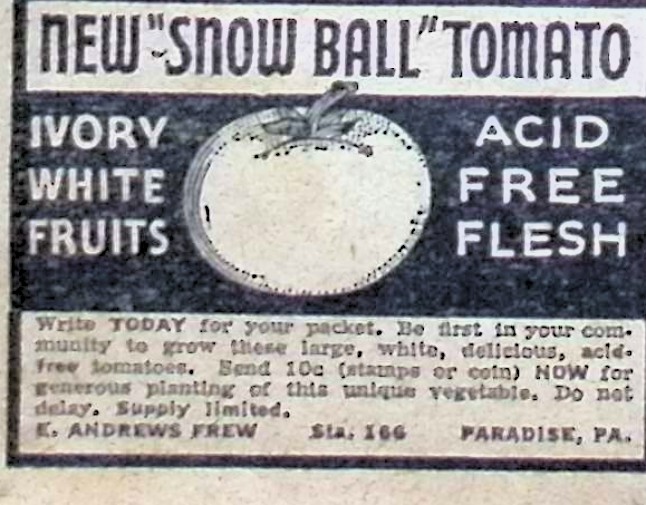 NEW "SNOW BALL" TOMATO
IVORY
WHITE
FRUITS
ACID
FREE
FLESH
Write TODAY for your packet. Be first in your com-
munity to grow these large, white, delicious, acid-
free tomatoes. Send 10c (stamps or coin) NOW for
generous planting of this unique vegetable. Do not
delay. Supply limited.
E. ANDREWS FREW Sta. 166 PARADISE, PA.